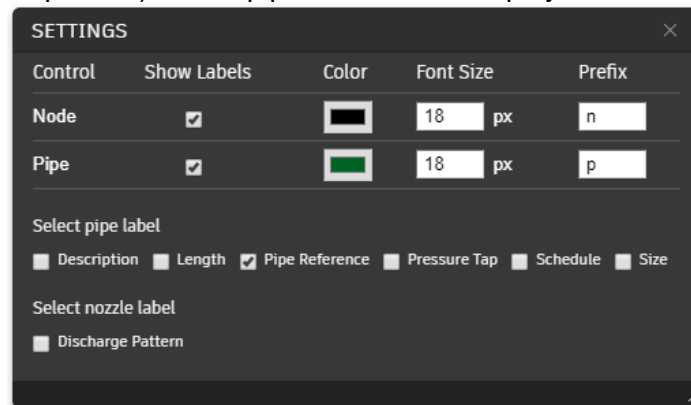 SETTINGS
Control Show Labels Color Font Size Prefix
Node 18 px n
Pipe 18 px p
Select pipe label
Description Length Pipe Reference Pressure Tap Schedule Size
Select nozzle label
Discharge Pattern